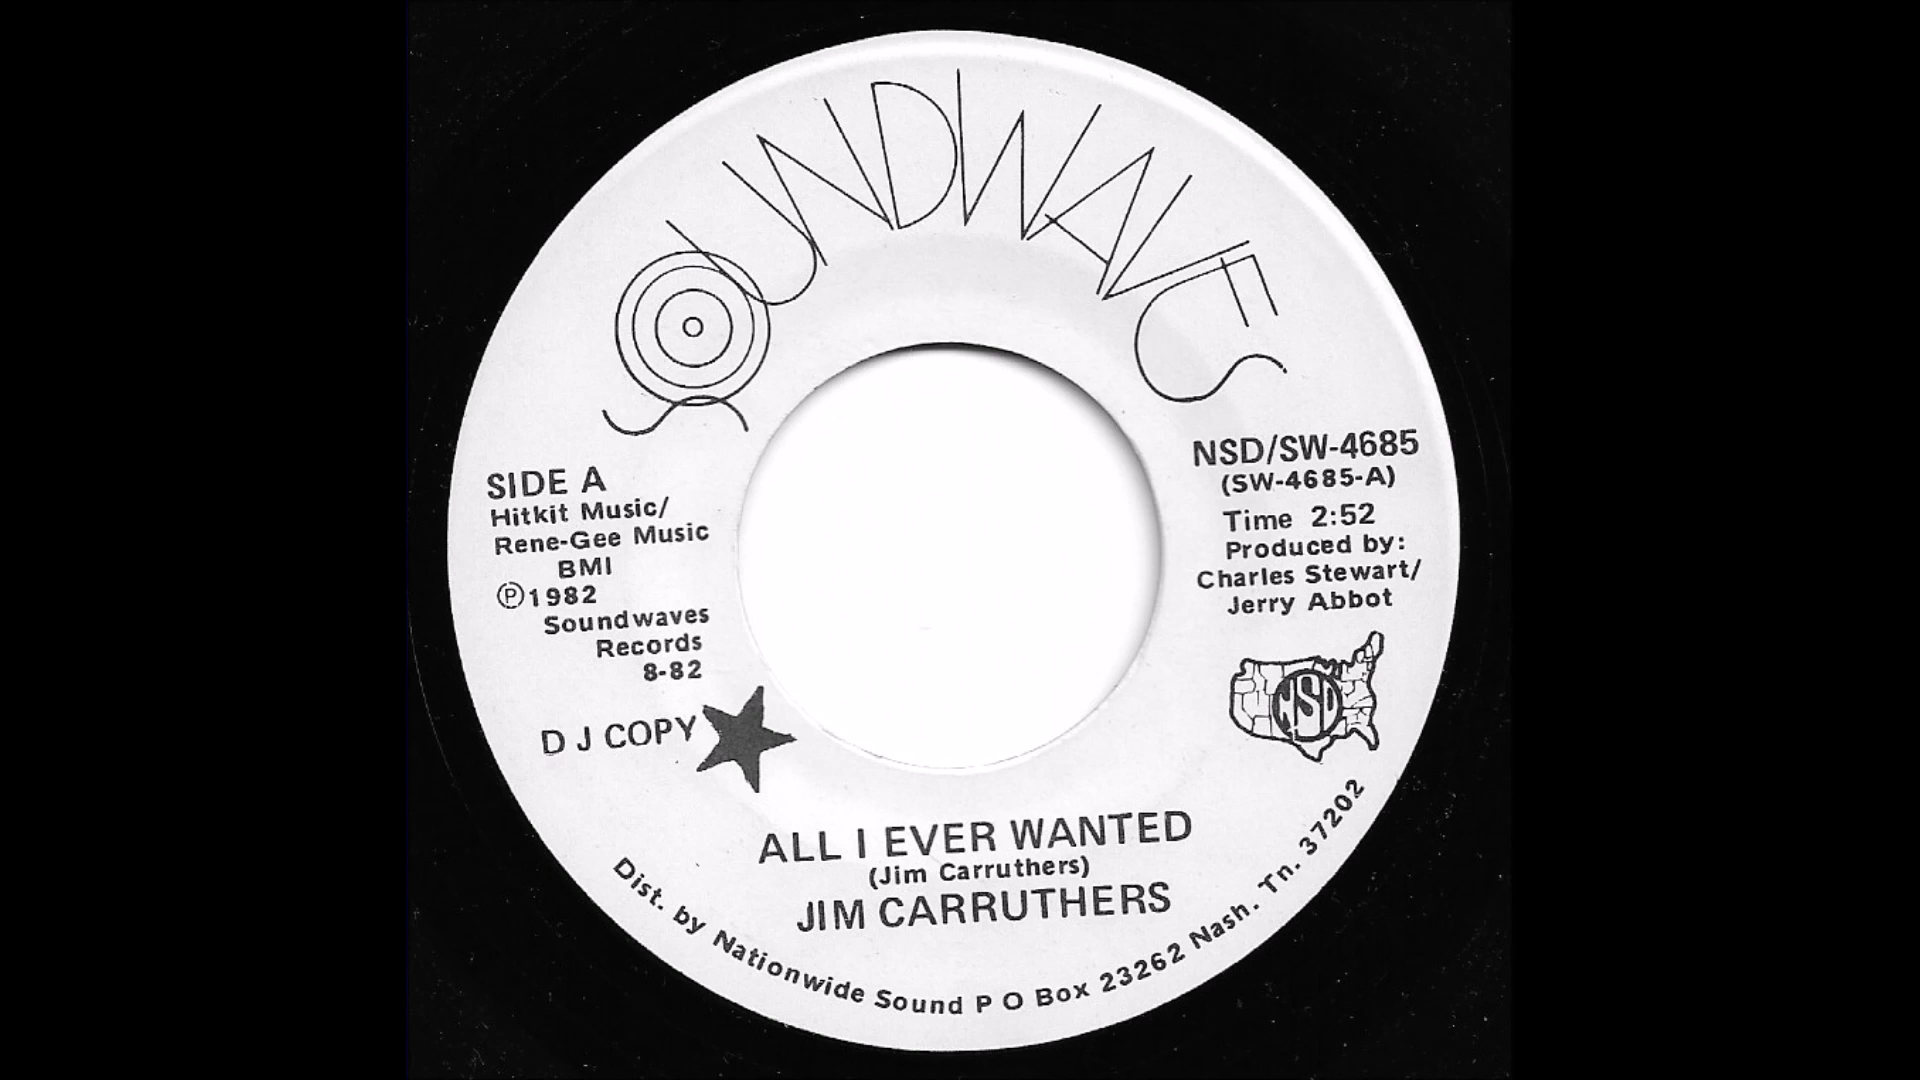 SOUNDWAVES
SIDE A
Hitkit Music/
Rene-Gee Music
BMI
Ⓟ1982
Soundwaves
Records
8-82
D J COPY
NSD/SW-4685
(SW-4685-A)
Time 2:52
Produced by:
Charles Stewart/
Jerry Abbot
NSD
ALL I EVER WANTED
(Jim Carruthers)
JIM CARRUTHERS
Dist. by Nationwide Sound P O Box 23262 Nash. Tn. 37202